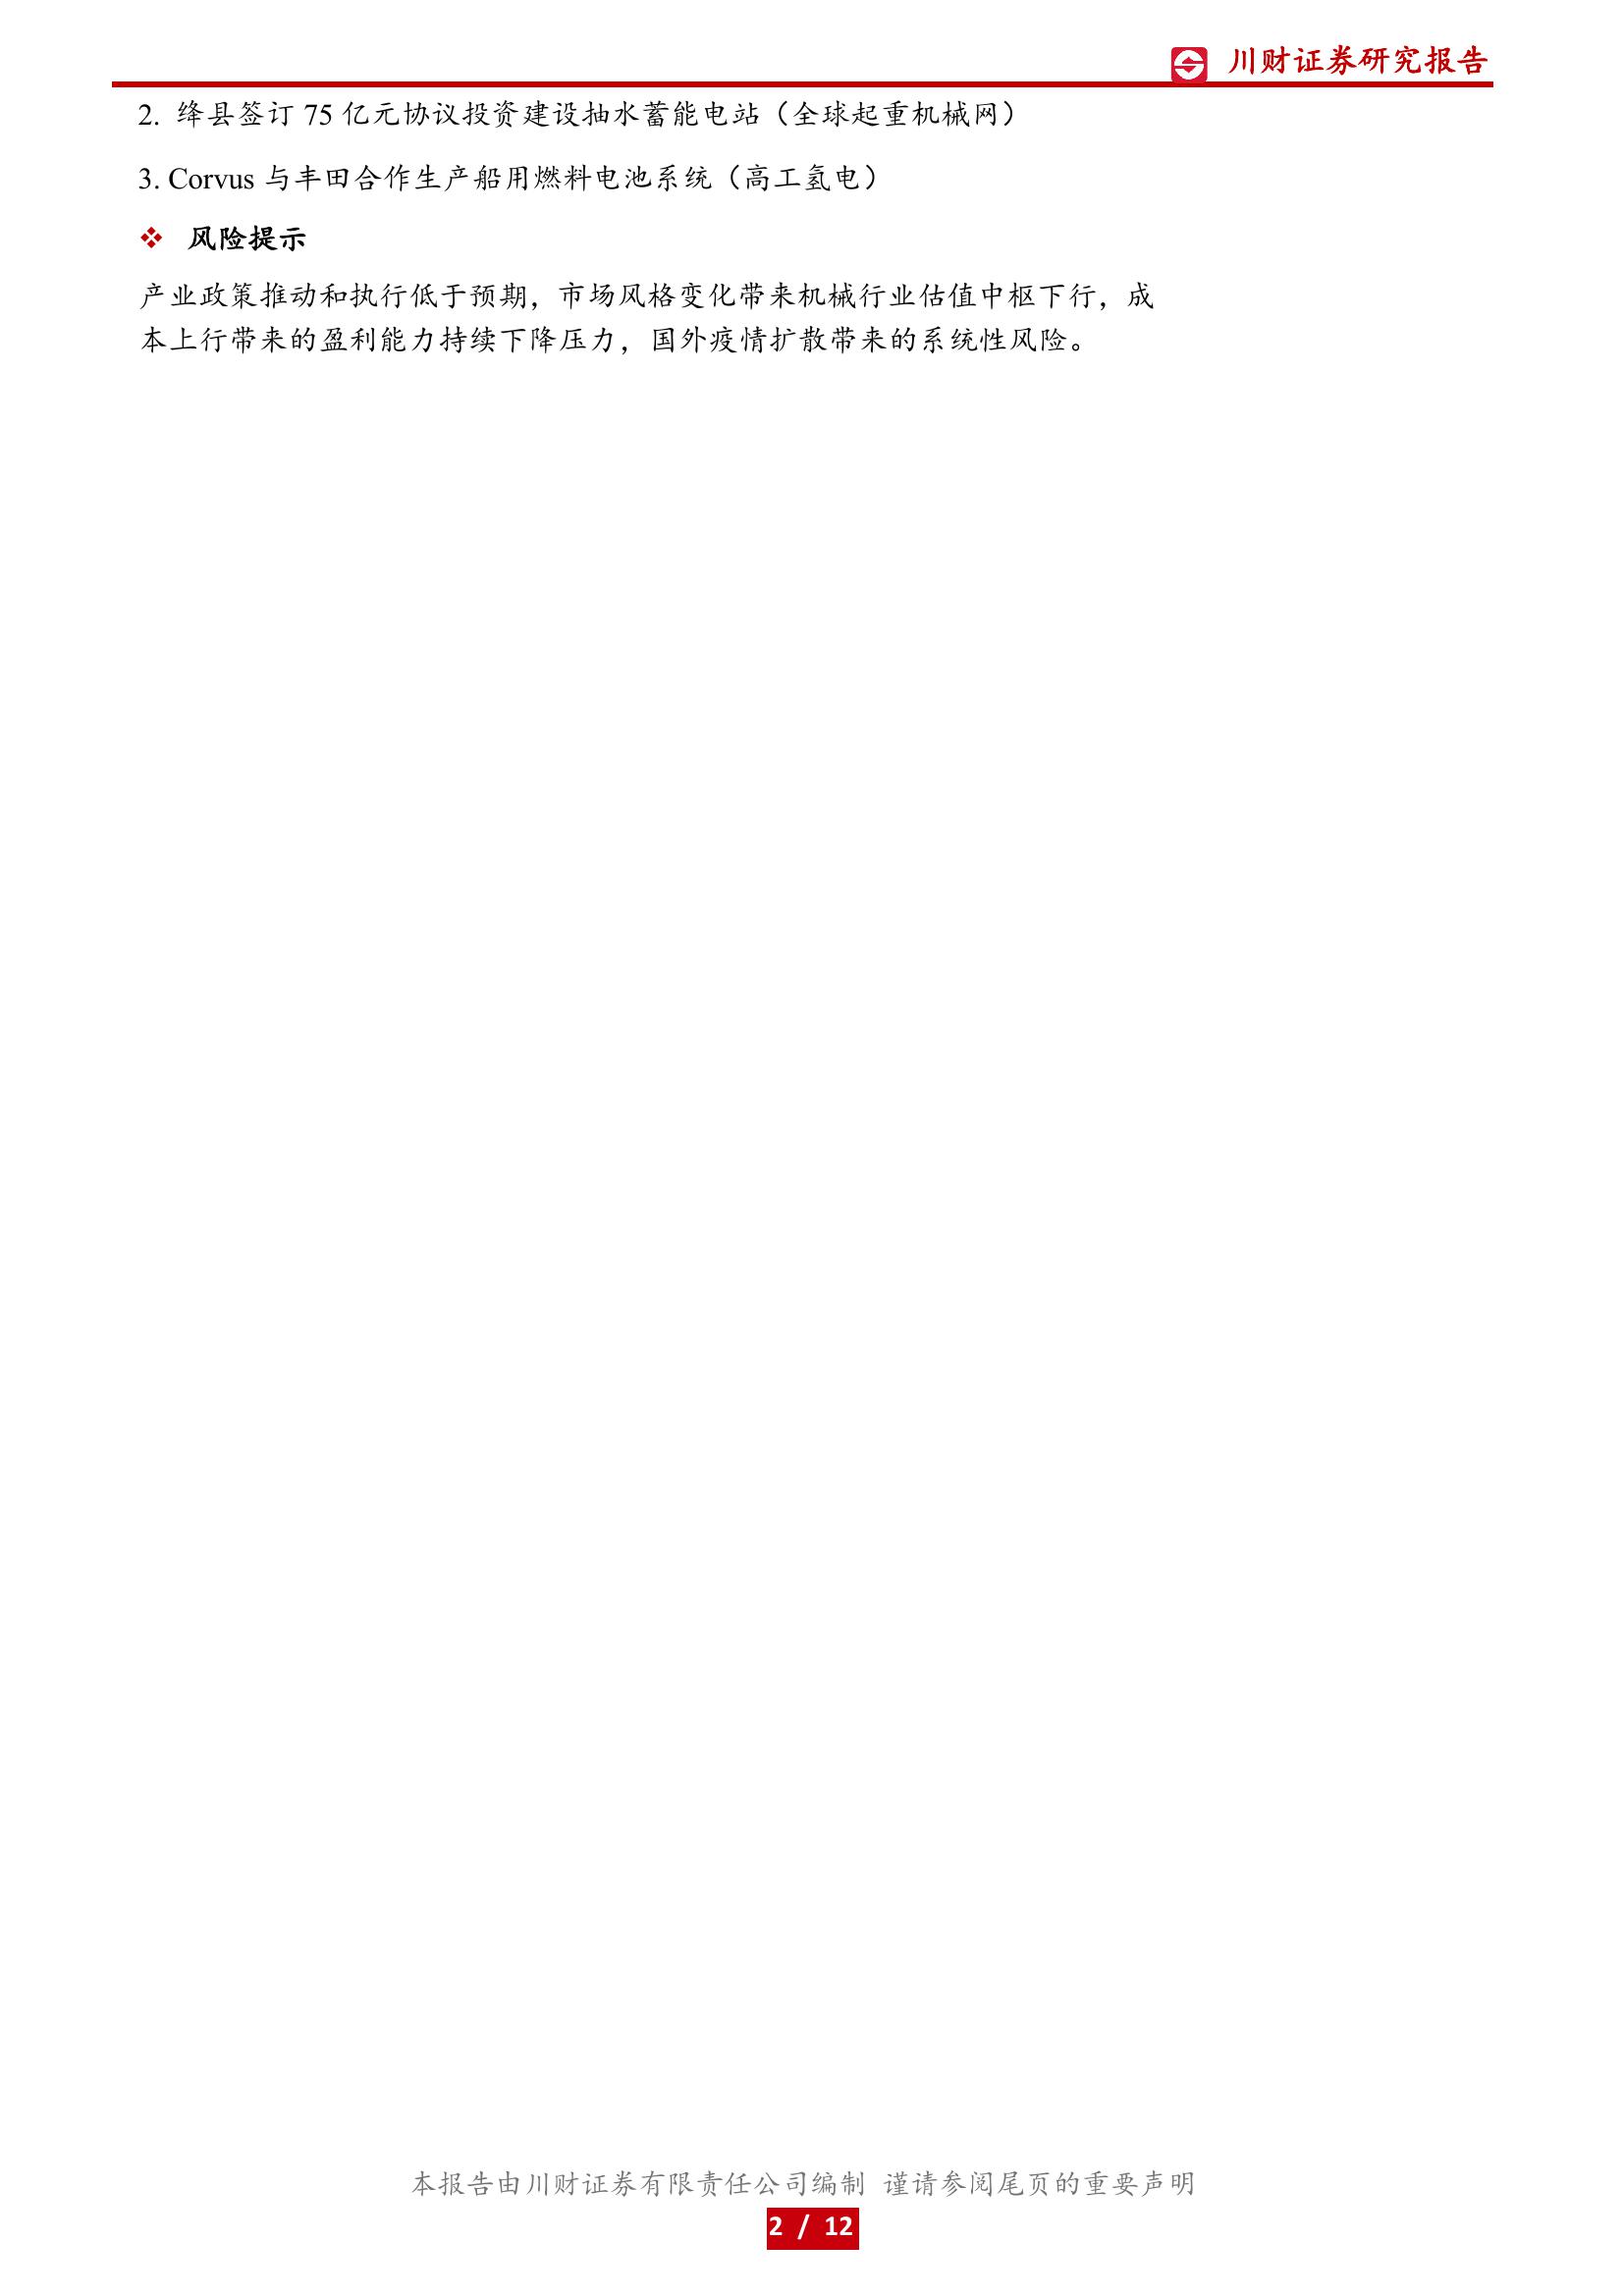 川财证券研究报告
2. 绛县签订 75 亿元协议投资建设抽水蓄能电站（全球起重机械网）
3. Corvus 与丰田合作生产船用燃料电池系统（高工氢电）
❖ 风险提示
产业政策推动和执行低于预期，市场风格变化带来机械行业估值中枢下行，成
本上行带来的盈利能力持续下降压力，国外疫情扩散带来的系统性风险。
本报告由川财证券有限责任公司编制 谨请参阅尾页的重要声明
2 / 12